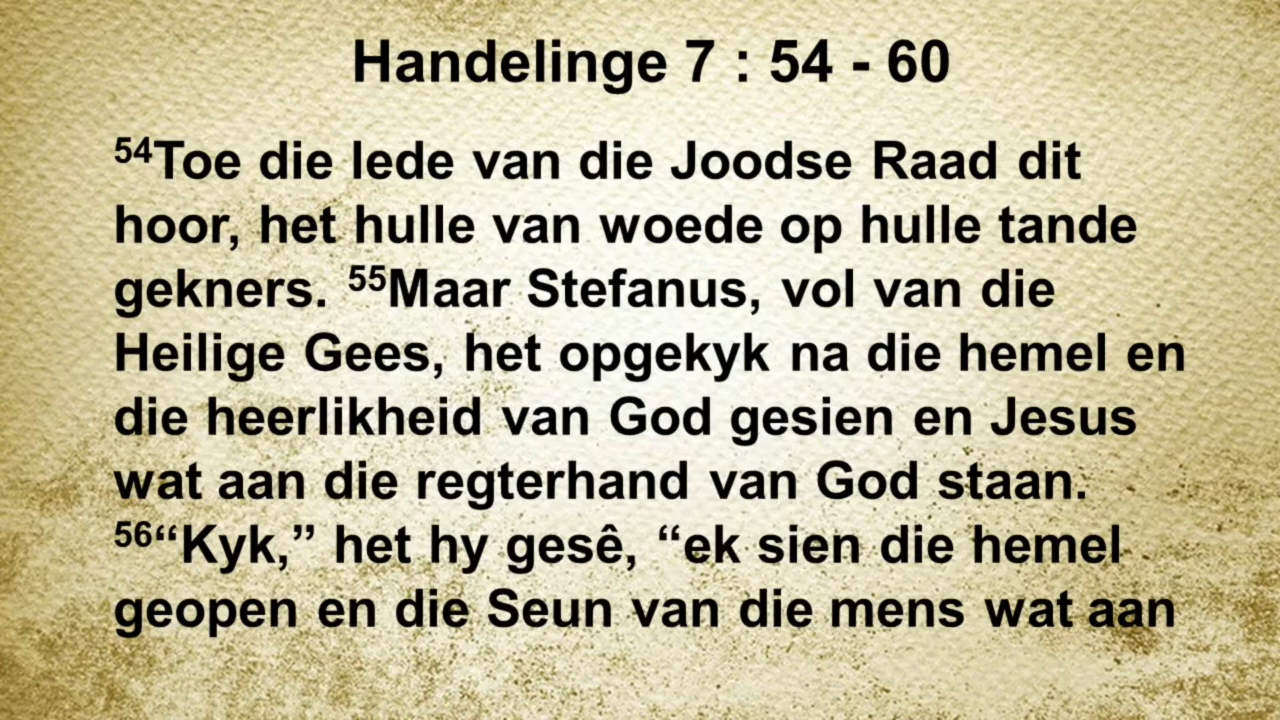 Handelinge 7 : 54 - 60
54Toe die lede van die Joodse Raad dit
hoor, het hulle van woede op hulle tande
gekners. 55Maar Stefanus, vol van die
Heilige Gees, het opgekyk na die hemel en
die heerlikheid van God gesien en Jesus
wat aan die regterhand van God staan.
56“Kyk,” het hy gesê, “ek sien die hemel
geopen en die Seun van die mens wat aan